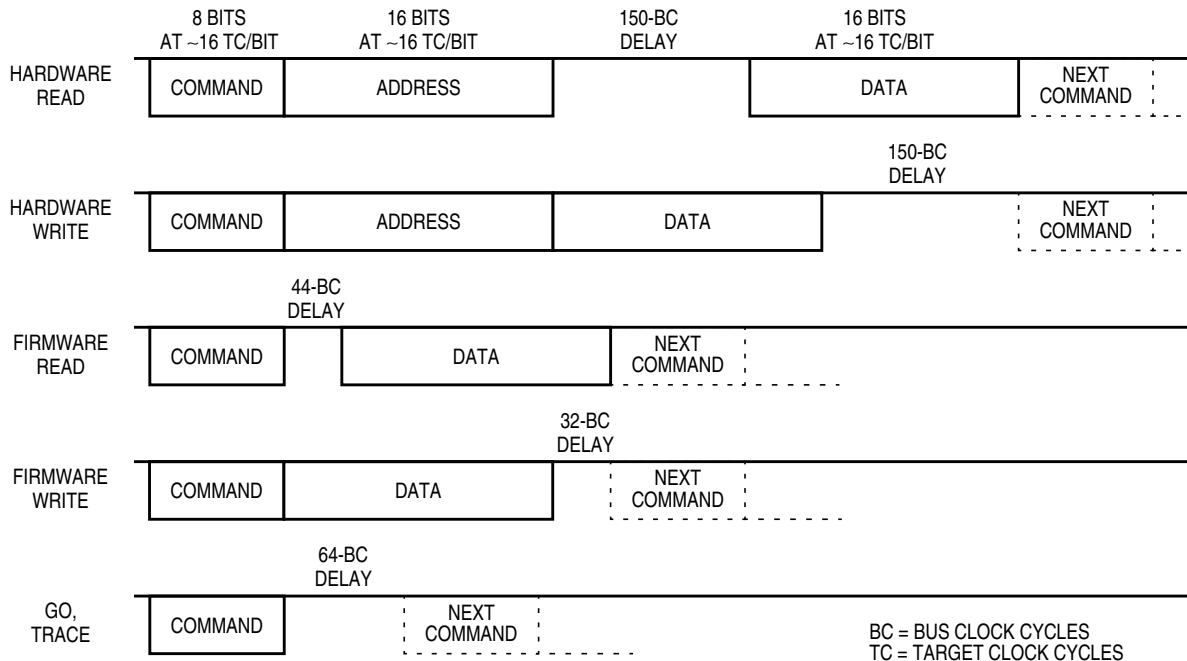 8 BITS
AT ~16 TC/BIT
16 BITS
AT ~16 TC/BIT
150-BC
DELAY
16 BITS
AT ~16 TC/BIT
HARDWARE
READ
COMMAND
ADDRESS
DATA
NEXT
COMMAND
150-BC
DELAY
HARDWARE
WRITE
COMMAND
ADDRESS
DATA
NEXT
COMMAND
44-BC
DELAY
FIRMWARE
READ
COMMAND
DATA
NEXT
COMMAND
32-BC
DELAY
FIRMWARE
WRITE
COMMAND
DATA
NEXT
COMMAND
64-BC
DELAY
GO,
TRACE
COMMAND
NEXT
COMMAND
BC = BUS CLOCK CYCLES
TC = TARGET CLOCK CYCLES